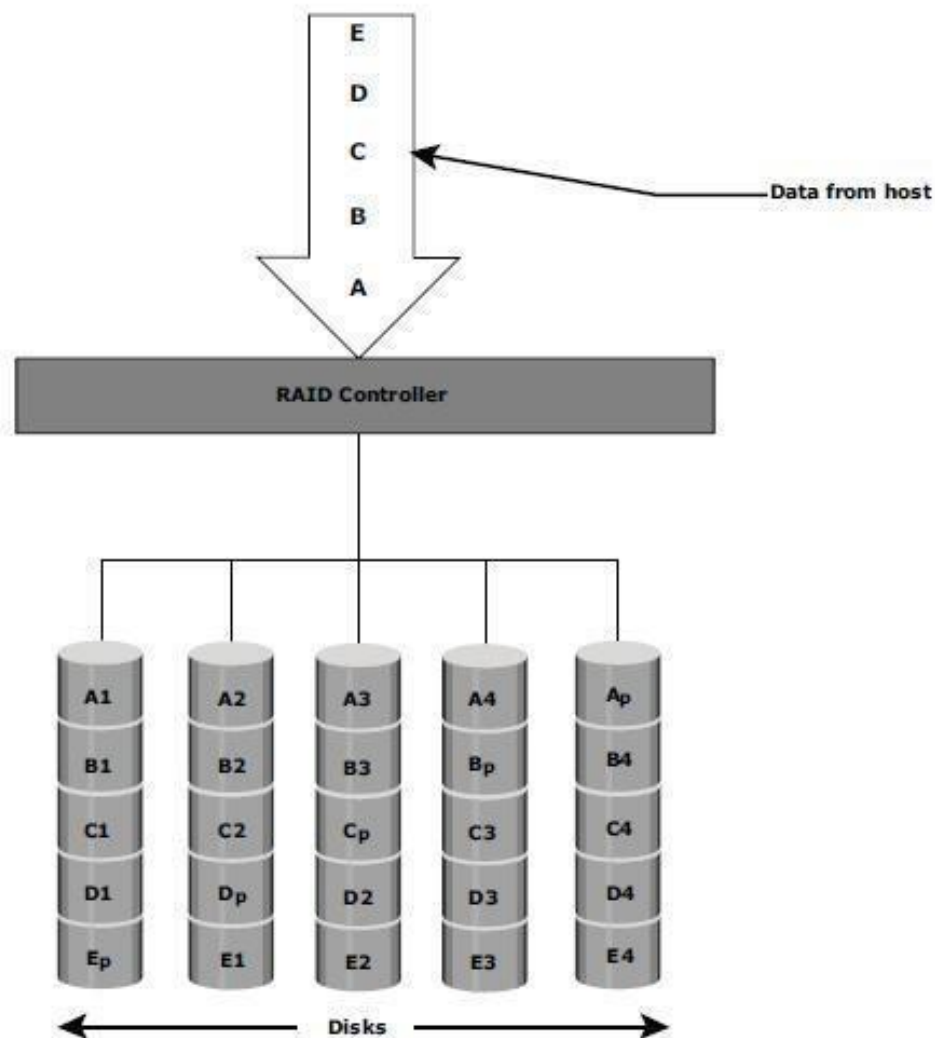 E
D
C
B
A
Data from host
RAID Controller
A1 A2 A3 A4 Ap
B1 B2 B3 Bp B4
C1 C2 Cp C3 C4
D1 Dp D2 D3 D4
Ep E1 E2 E3 E4
Disks